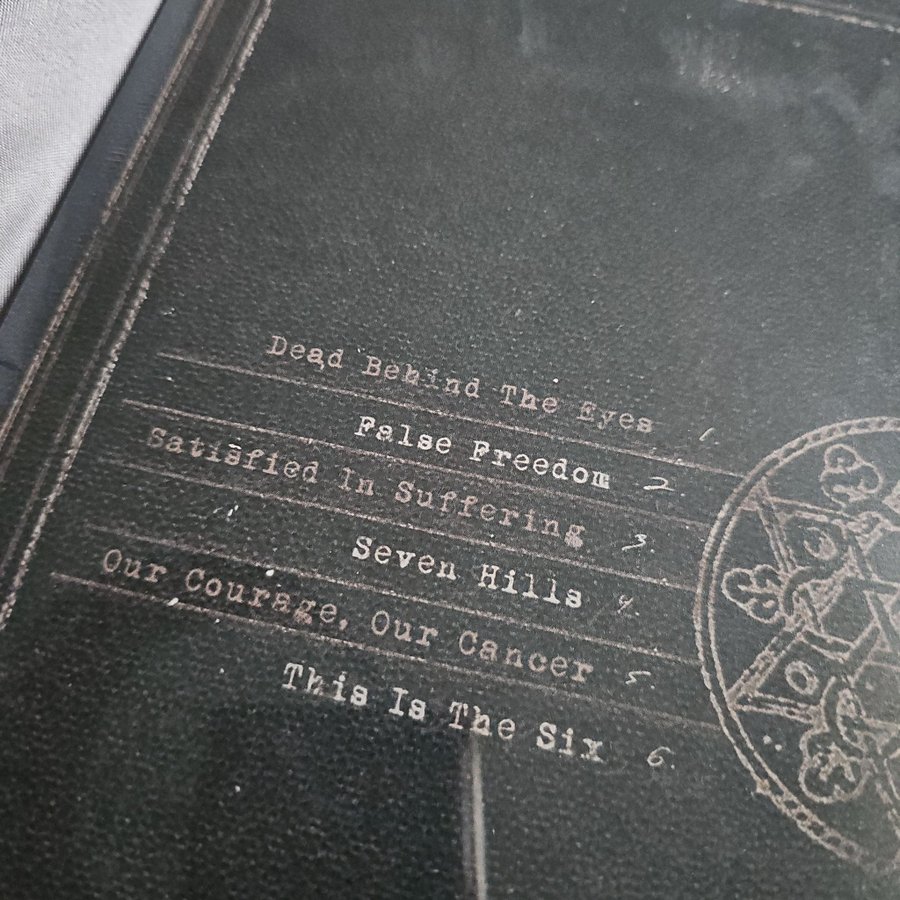 Dead Behind The Eyes 1.
False Freedom 2.
Satisfied In Suffering 3.
Seven Hills 4.
Our Courage, Our Cancer 5.
This Is The Six 6.